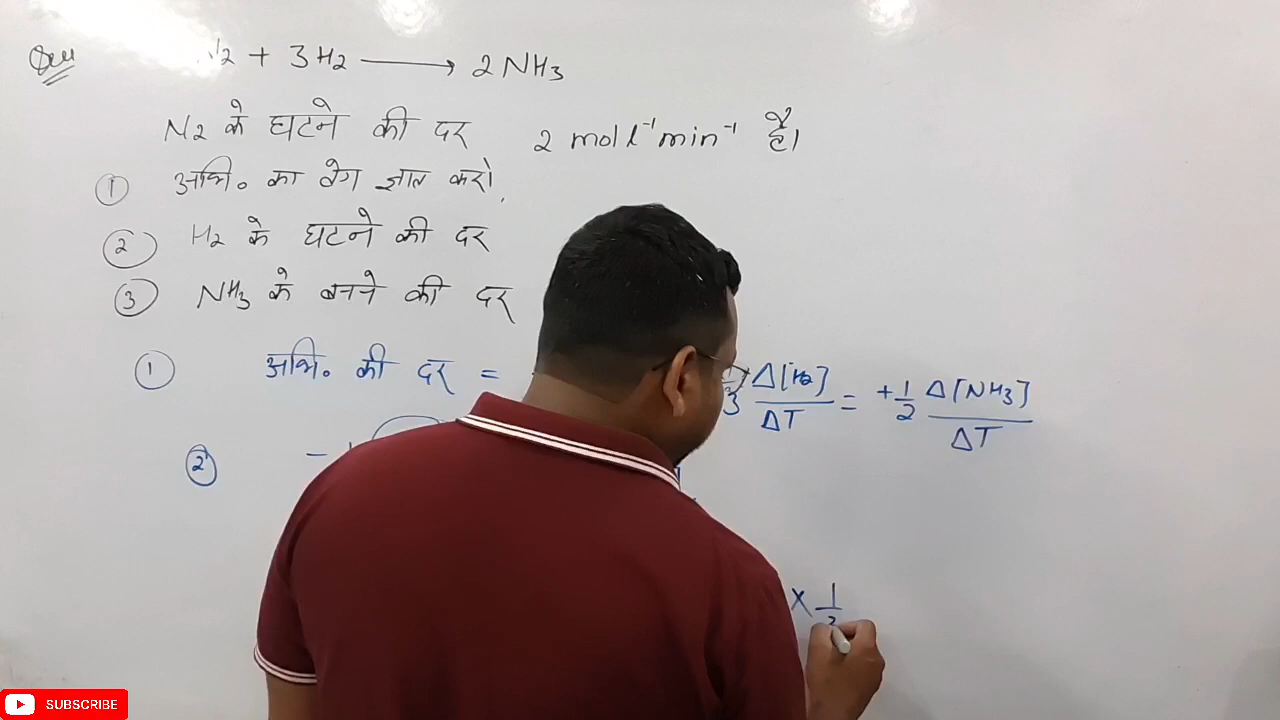 Que N2 + 3H2 ⟶ 2NH3
N2 के घटने की दर 2 mol l⁻¹ min⁻¹ है।
① अभि० का वेग ज्ञात करो,
② H2 के घटने की दर
③ NH3 के बनने की दर
① अभि० की दर = Δ[H2]/ΔT = +1/2 Δ[NH3]/ΔT
② −
× 1
SUBSCRIBE